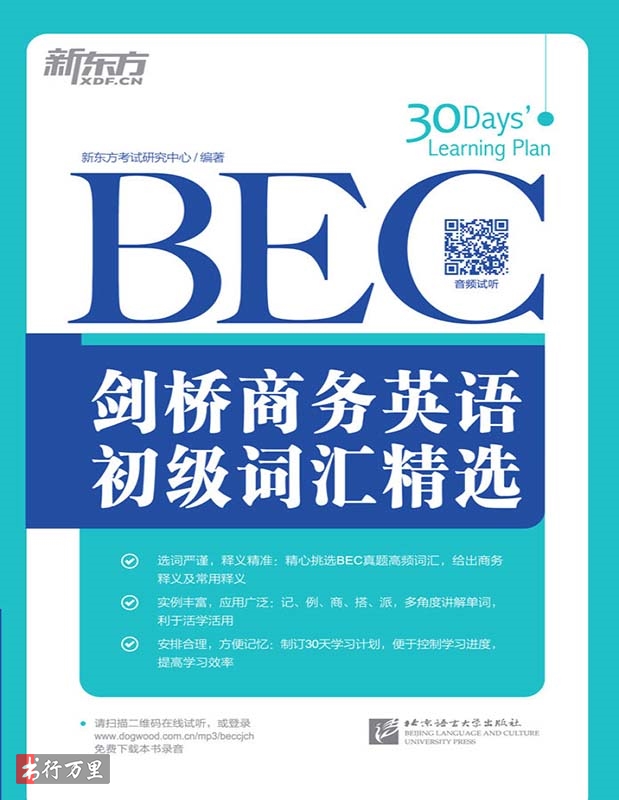 新东方
XDF.CN
30Days'
Learning Plan
新东方考试研究中心 / 编著
BEC
音频试听
剑桥商务英语
初级词汇精选
选词严谨，释义精准：精心挑选BEC真题高频词汇，给出商务
释义及常用释义
实例丰富，应用广泛：记、例、商、搭、派，多角度讲解单词，
利于活学活用
安排合理，方便记忆：制订30天学习计划，便于控制学习进度，
提高学习效率
请扫描二维码在线试听，或登录
www.dogwood.com.cn/mp3/beccjch
免费下载本书录音
北京语言大学出版社
BEIJING LANGUAGE AND CULTURE
UNIVERSITY PRESS
书行万里